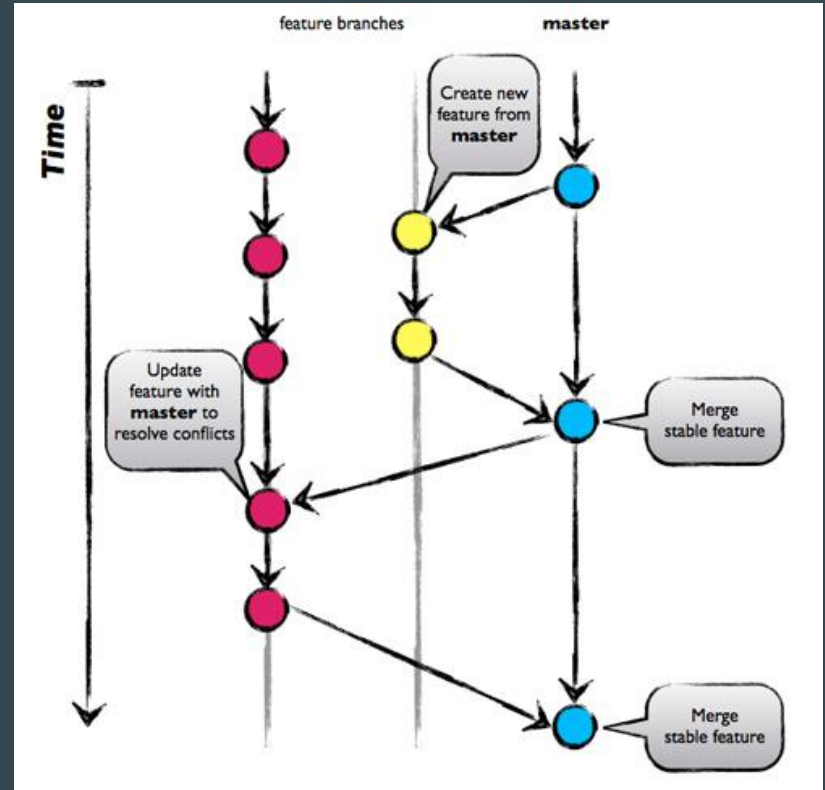 feature branches
master
Time
Create new
feature from
master
Update
feature with
master to
resolve conflicts
Merge
stable feature
Merge
stable feature